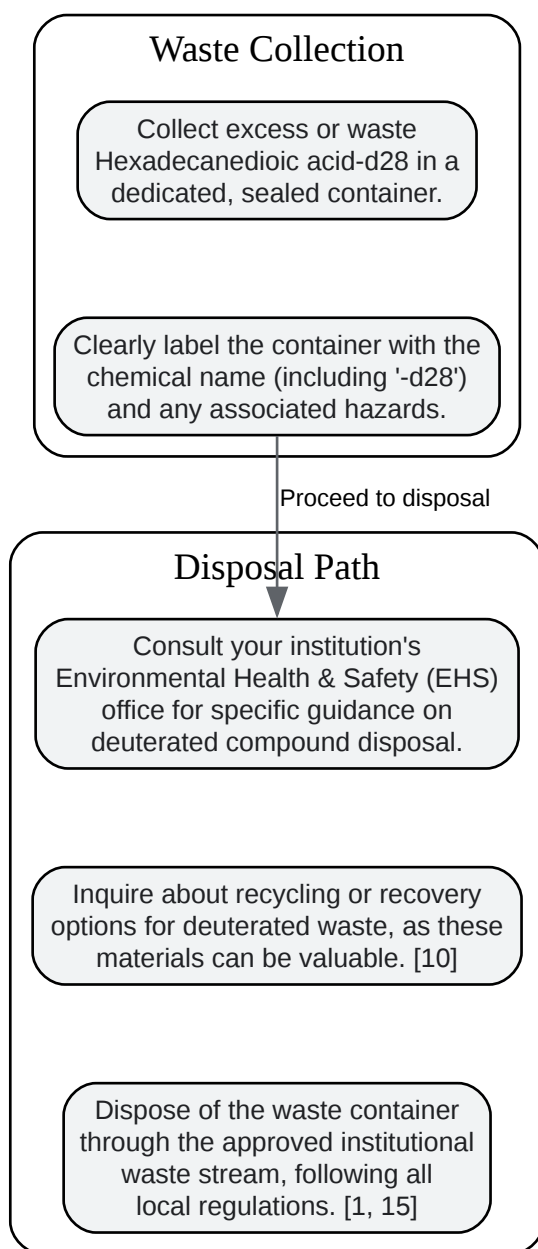 Waste Collection
Collect excess or waste
Hexadecanedioic acid-d28 in a
dedicated, sealed container.
Clearly label the container with the
chemical name (including '-d28')
and any associated hazards.
Proceed to disposal
Disposal Path
Consult your institution's
Environmental Health & Safety (EHS)
office for specific guidance on
deuterated compound disposal.
Inquire about recycling or recovery
options for deuterated waste, as these
materials can be valuable. [10]
Dispose of the waste container
through the approved institutional
waste stream, following all
local regulations. [1, 15]